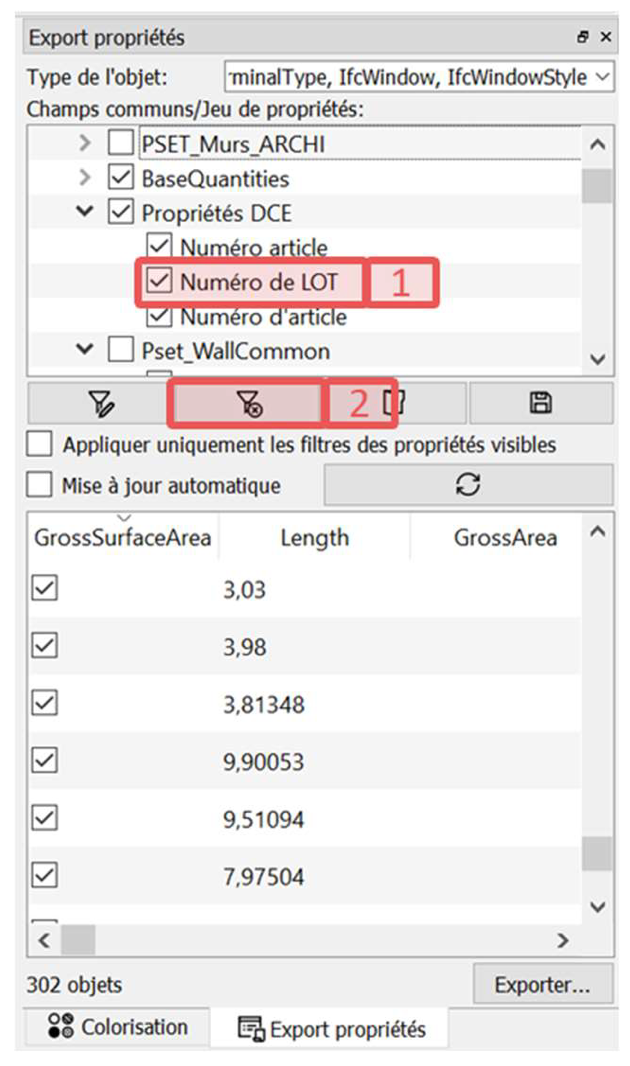 Export propriétés
Type de l'objet: minalType, IfcWindow, IfcWindowStyle
Champs communs/Jeu de propriétés:
PSET_Murs_ARCHI
BaseQuantities
Propriétés DCE
Numéro article
Numéro de LOT 1
Numéro d'article
Pset_WallCommon
2
Appliquer uniquement les filtres des propriétés visibles
Mise à jour automatique
GrossSurfaceArea Length GrossArea
3,03
3,98
3,81348
9,90053
9,51094
7,97504
302 objets Exporter...
Colorisation Export propriétés